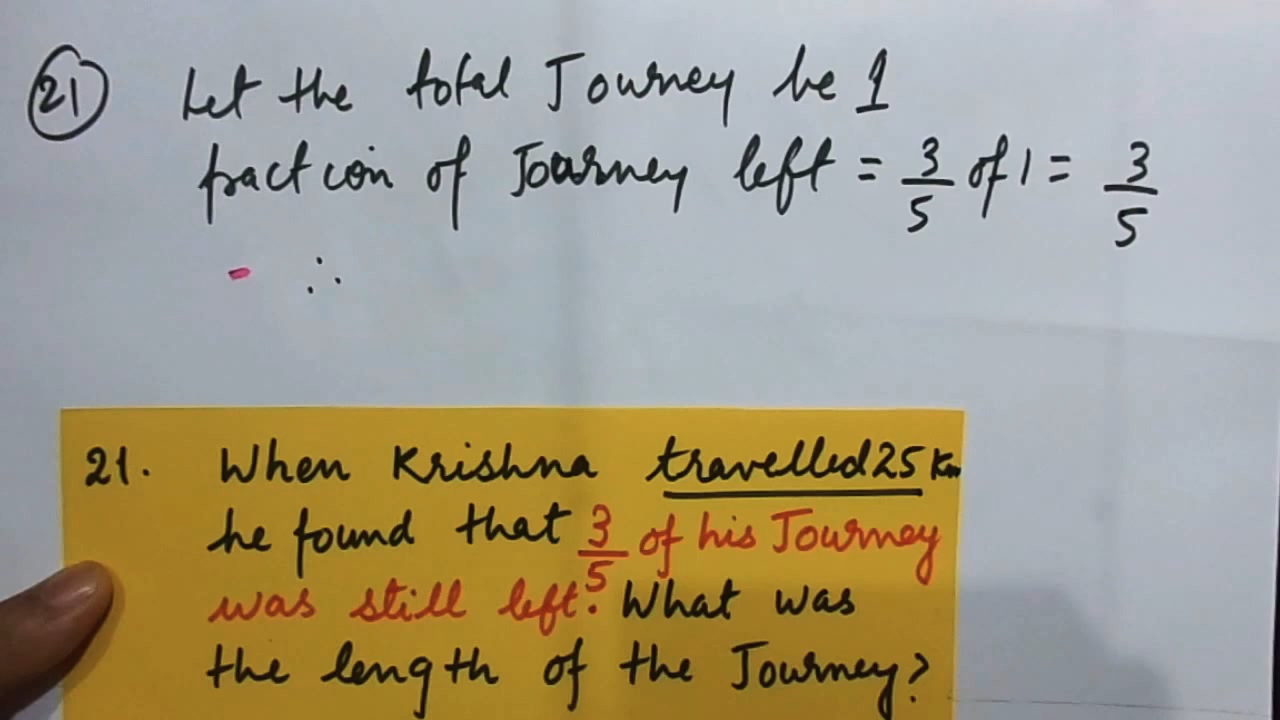 21 Let the total Journey be 1
fraction of Journey left = 3/5 of 1 = 3/5
- ∴
21. When Krishna travelled 25 Km
he found that 3/5 of his Journey
was still left. What was
the length of the Journey?